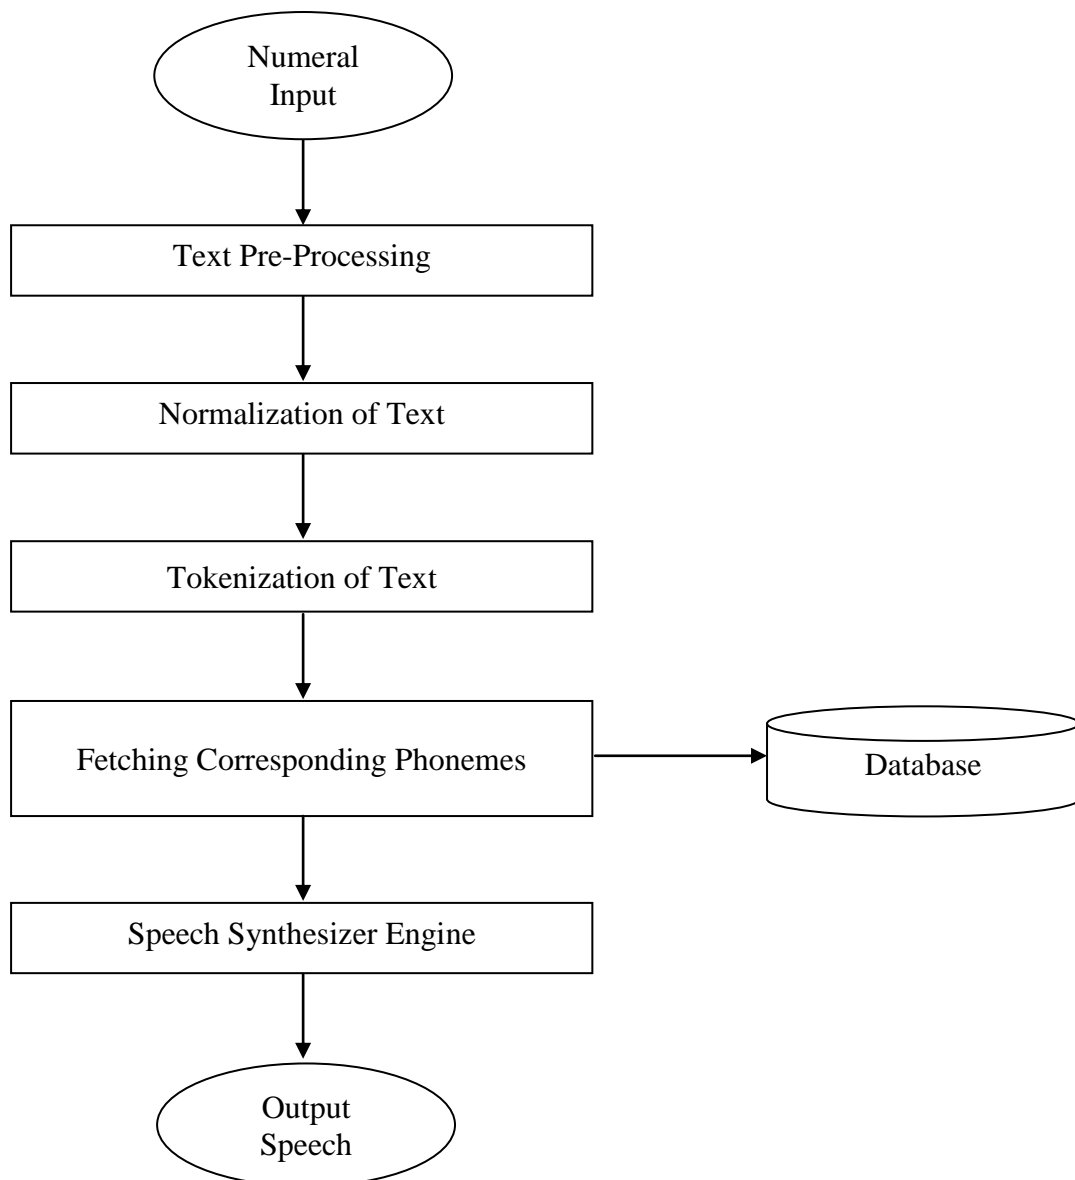 Numeral
Input
Text Pre-Processing
Normalization of Text
Tokenization of Text
Fetching Corresponding Phonemes
Database
Speech Synthesizer Engine
Output
Speech